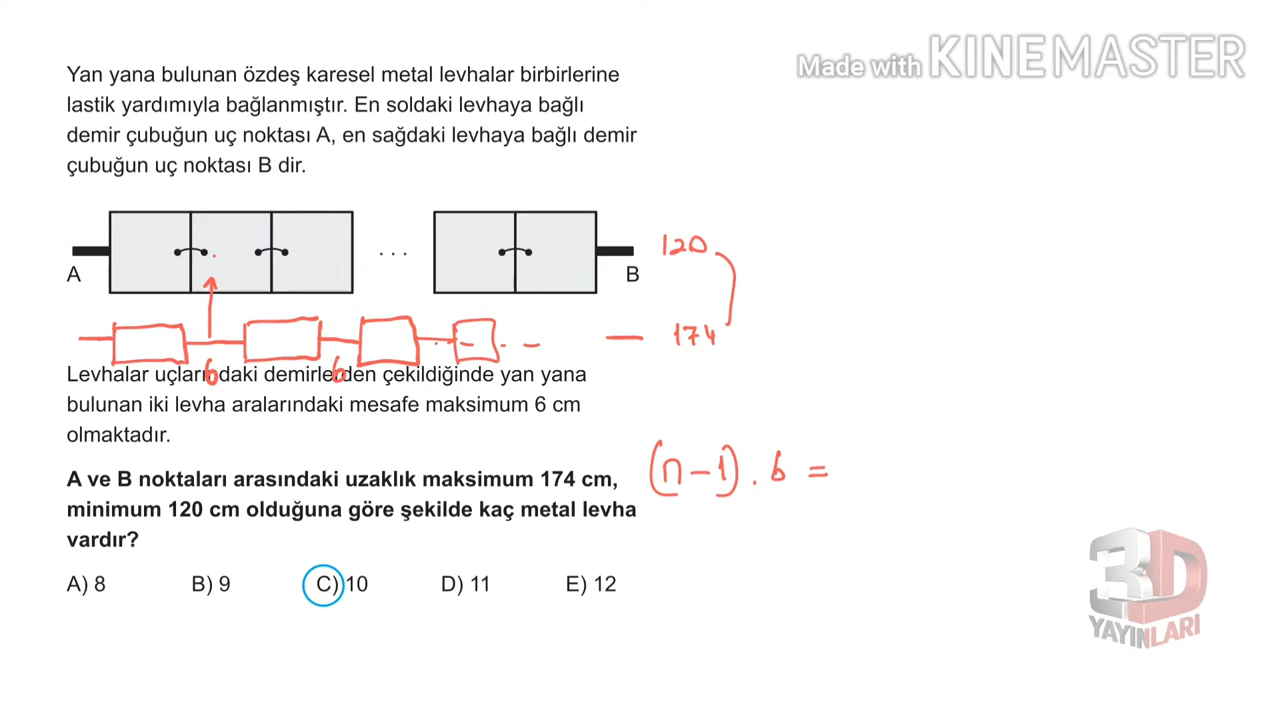 Made with KINEMASTER
Yan yana bulunan özdeş karesel metal levhalar birbirlerine
lastik yardımıyla bağlanmıştır. En soldaki levhaya bağlı
demir çubuğun uç noktası A, en sağdaki levhaya bağlı demir
çubuğun uç noktası B dir.
. . .
120
A
B
174
6 6
Levhalar uçlarındaki demirlerden çekildiğinde yan yana
bulunan iki levha aralarındaki mesafe maksimum 6 cm
olmaktadır.
(n-1).6=
A ve B noktaları arasındaki uzaklık maksimum 174 cm,
minimum 120 cm olduğuna göre şekilde kaç metal levha
vardır?
A) 8 B) 9 C) 10 D) 11 E) 12
3D
YAYINLARI